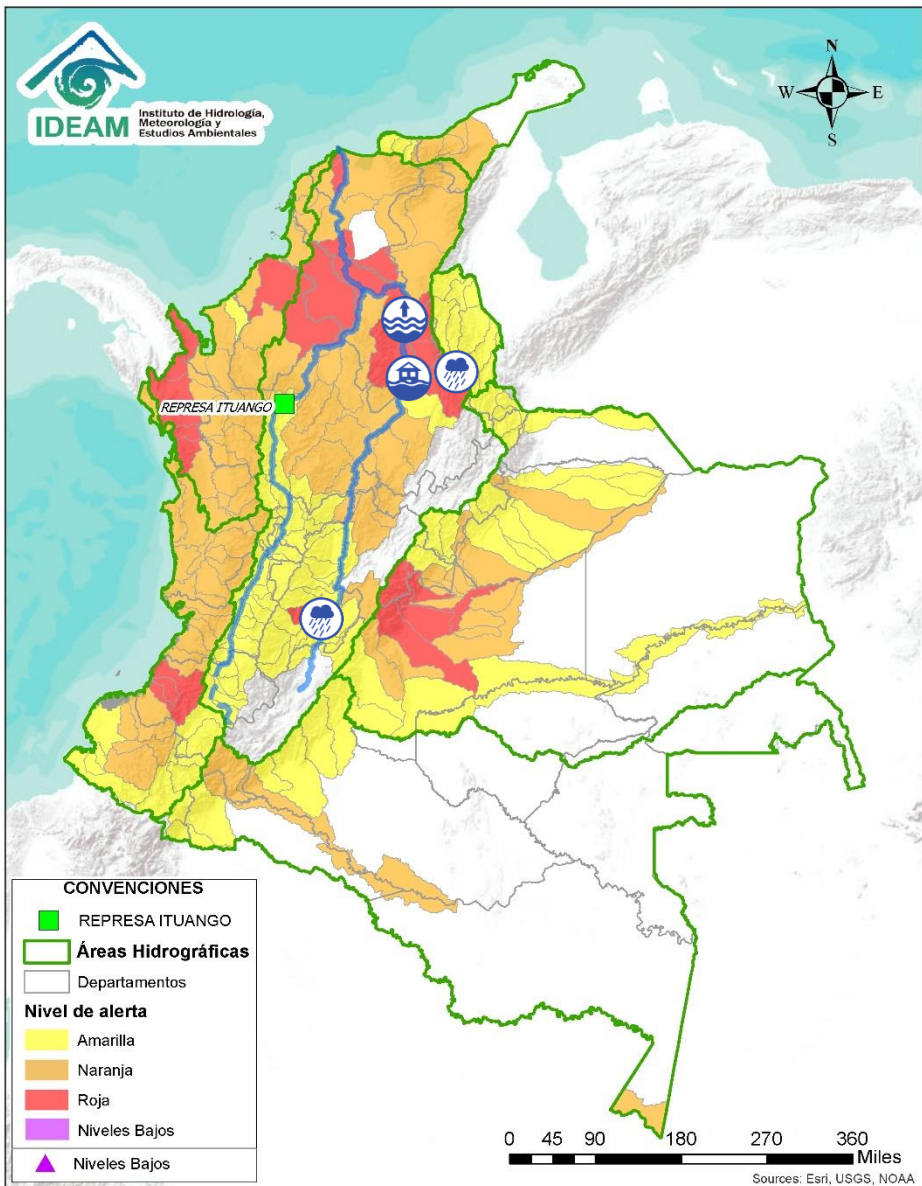 IDEAM
Instituto de Hidrología,
Meteorología y
Estudios Ambientales
N
W
E
S
REPRESA ITUANGO
CONVENCIONES
REPRESA ITUANGO
Áreas Hidrográficas
Departamentos
Nivel de alerta
Amarilla
Naranja
Roja
Niveles Bajos
Niveles Bajos
0 45 90 180 270 360
Miles
Sources: Esri, USGS, NOAA